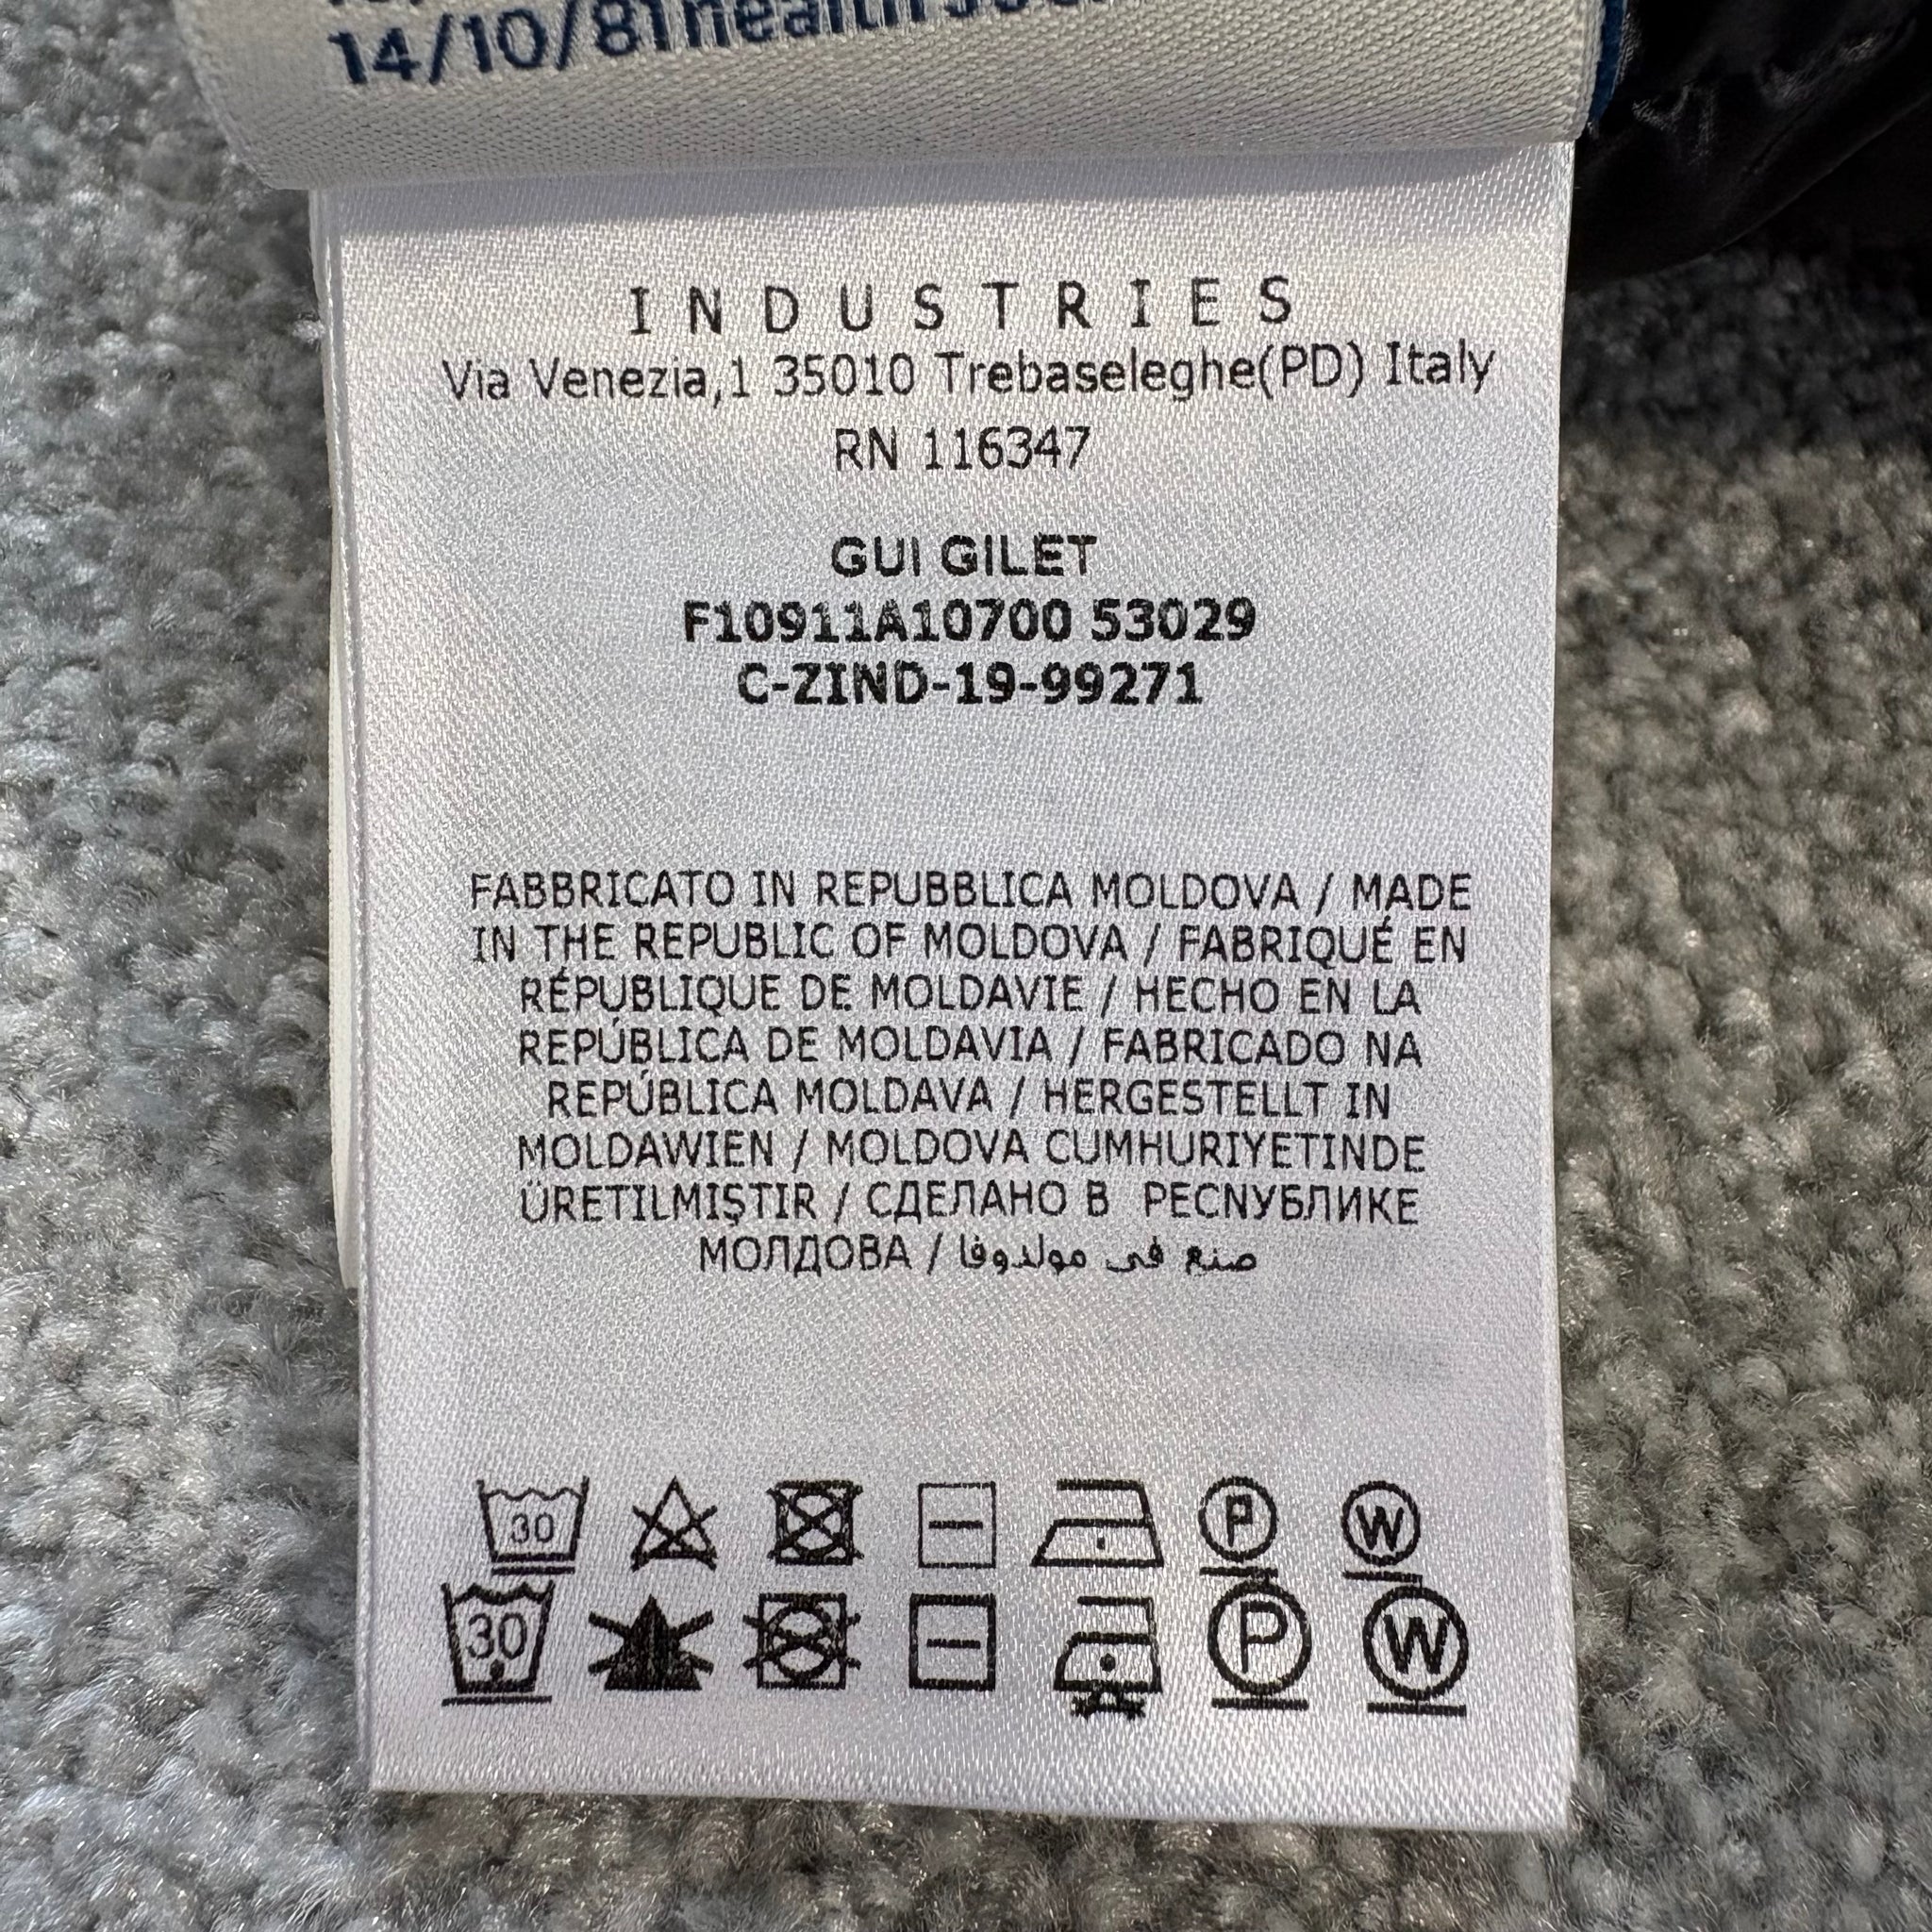 14/10/81
INDUSTRIES
Via Venezia,1 35010 Trebaseleghe(PD) Italy
RN 116347
GUI GILET
F10911A10700 53029
C-ZIND-19-99271
FABBRICATO IN REPUBBLICA MOLDOVA / MADE
IN THE REPUBLIC OF MOLDOVA / FABRIQUÉ EN
RÉPUBLIQUE DE MOLDAVIE / HECHO EN LA
REPÚBLICA DE MOLDAVIA / FABRICADO NA
REPÚBLICA MOLDAVA / HERGESTELLT IN
MOLDAWIEN / MOLDOVA CUMHURIYETINDE
ÜRETILMIŞTIR / СДЕЛАНО В РЕСNУБЛИКЕ
МОЛДОВА / صنع في مولدوفا
30 P W
30 P W